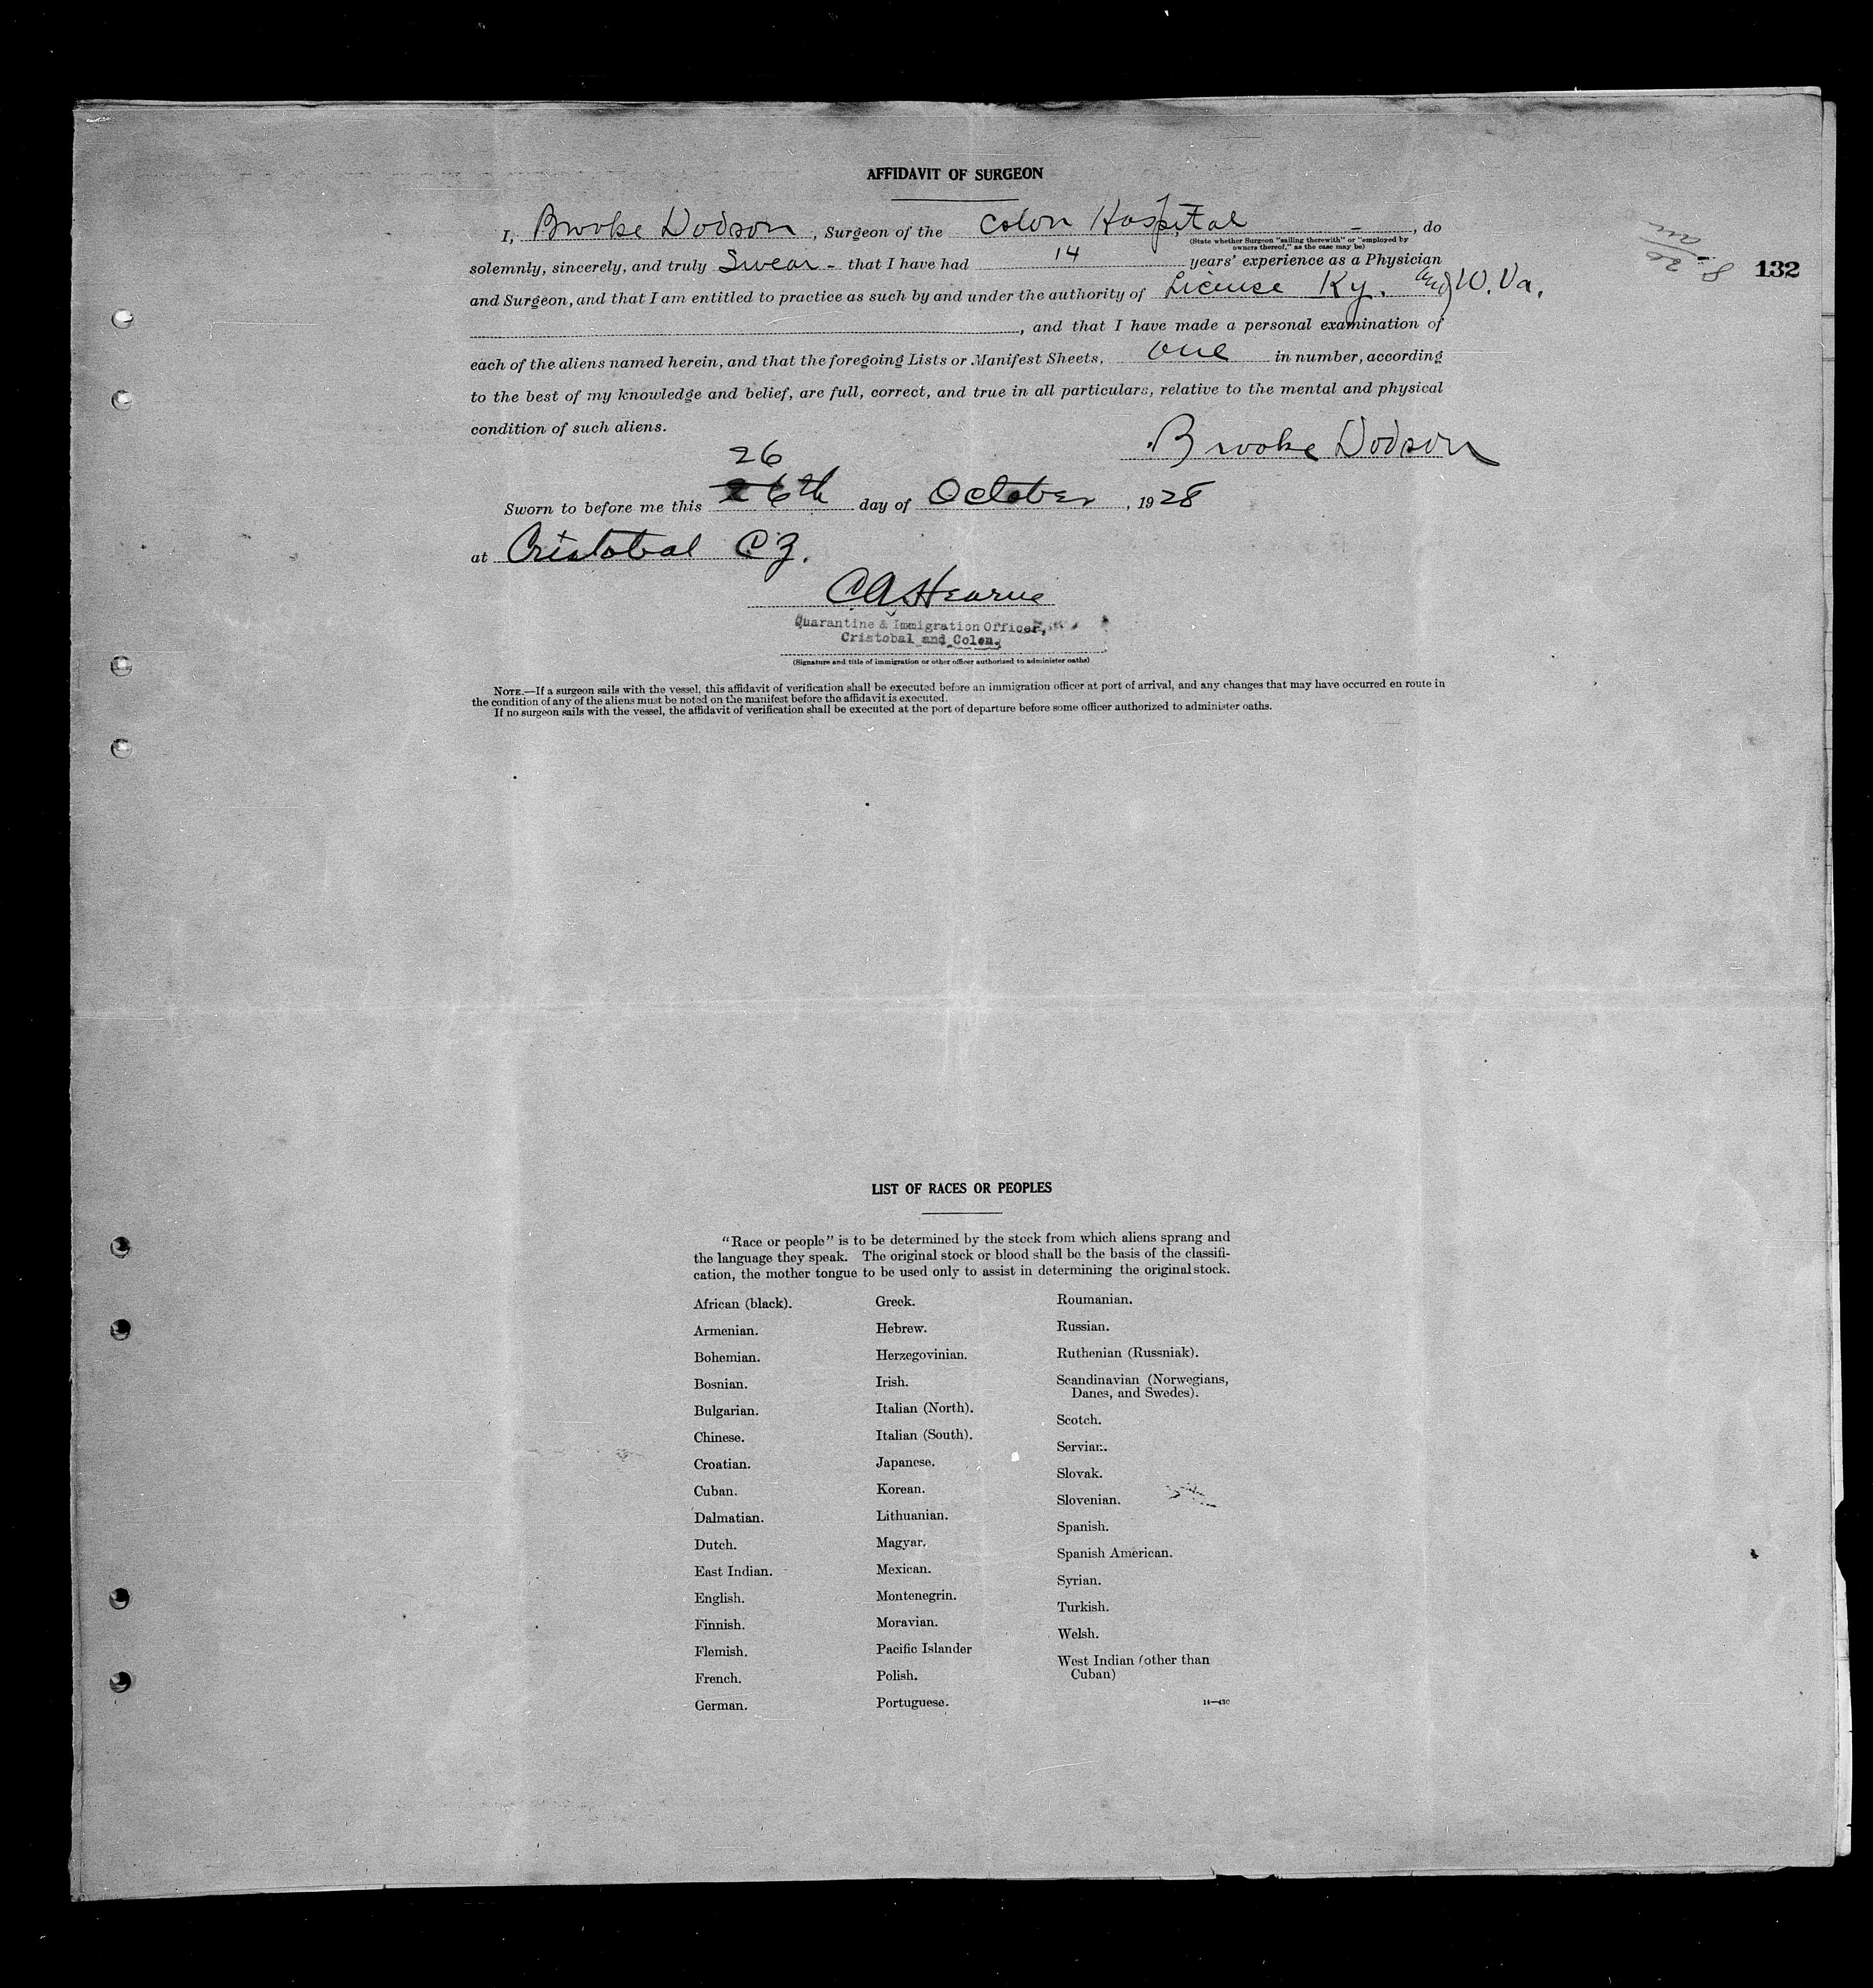 AFFIDAVIT OF SURGEON
I, Brooke Dodson, Surgeon of the Colon Hospital -, do
(State whether Surgeon "sailing therewith" or "employed by
owners thereof," as the case may be)
solemnly, sincerely, and truly Swear - that I have had 14 years' experience as a Physician
132
and Surgeon, and that I am entitled to practice as such by and under the authority of License Ky. and W. Va.
, and that I have made a personal examination of
each of the aliens named herein, and that the foregoing Lists or Manifest Sheets, one in number, according
to the best of my knowledge and belief, are full, correct, and true in all particulars, relative to the mental and physical
condition of such aliens.
Brooke Dodson
26
Sworn to before me this 26th day of October, 1928
at Cristobal C.Z.
C A Hearne
Quarantine & Immigration Officer,
Cristobal and Colon.
(Signature and title of immigration or other officer authorized to administer oaths)
NOTE.—If a surgeon sails with the vessel, this affidavit of verification shall be executed before an immigration officer at port of arrival, and any changes that may have occurred en route in
the condition of any of the aliens must be noted on the manifest before the affidavit is executed.
If no surgeon sails with the vessel, the affidavit of verification shall be executed at the port of departure before some officer authorized to administer oaths.
LIST OF RACES OR PEOPLES
"Race or people" is to be determined by the stock from which aliens sprang and
the language they speak. The original stock or blood shall be the basis of the classifi-
cation, the mother tongue to be used only to assist in determining the original stock.
African (black).
Armenian.
Bohemian.
Bosnian.
Bulgarian.
Chinese.
Croatian.
Cuban.
Dalmatian.
Dutch.
East Indian.
English.
Finnish.
Flemish.
French.
German.
Greek.
Hebrew.
Herzegovinian.
Irish.
Italian (North).
Italian (South).
Japanese.
Korean.
Lithuanian.
Magyar.
Mexican.
Montenegrin.
Moravian.
Pacific Islander
Polish.
Portuguese.
Roumanian.
Russian.
Ruthenian (Russniak).
Scandinavian (Norwegians,
Danes, and Swedes).
Scotch.
Servian.
Slovak.
Slovenian.
Spanish.
Spanish American.
Syrian.
Turkish.
Welsh.
West Indian (other than
Cuban)